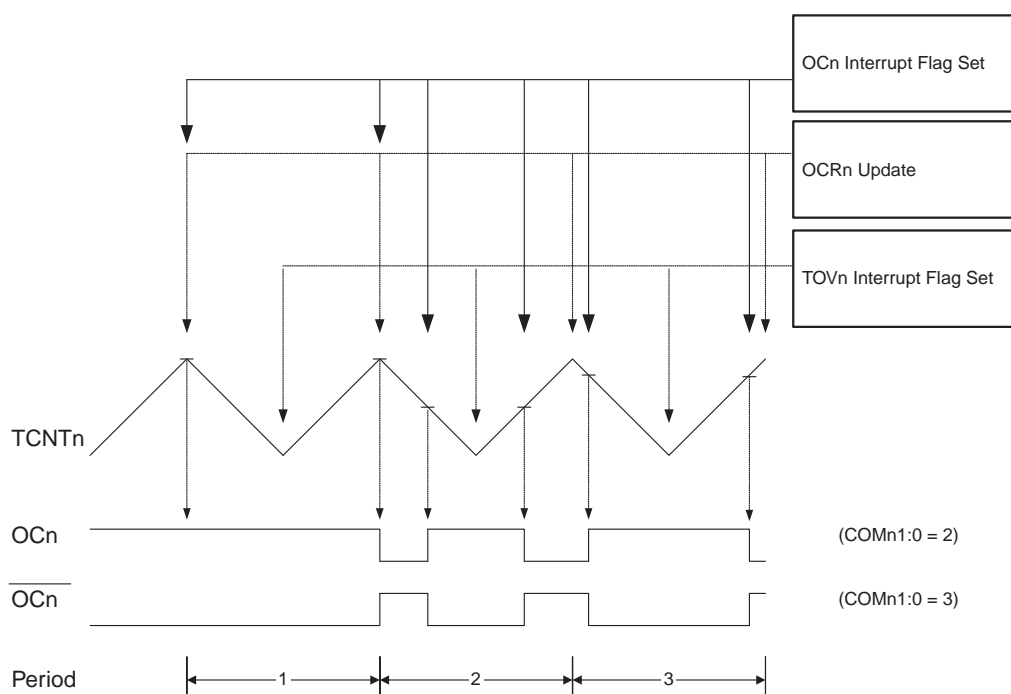 OCn Interrupt Flag Set
OCRn Update
TOVn Interrupt Flag Set
TCNTn
OCn (COMn1:0 = 2)
OCn (COMn1:0 = 3)
Period 1 2 3